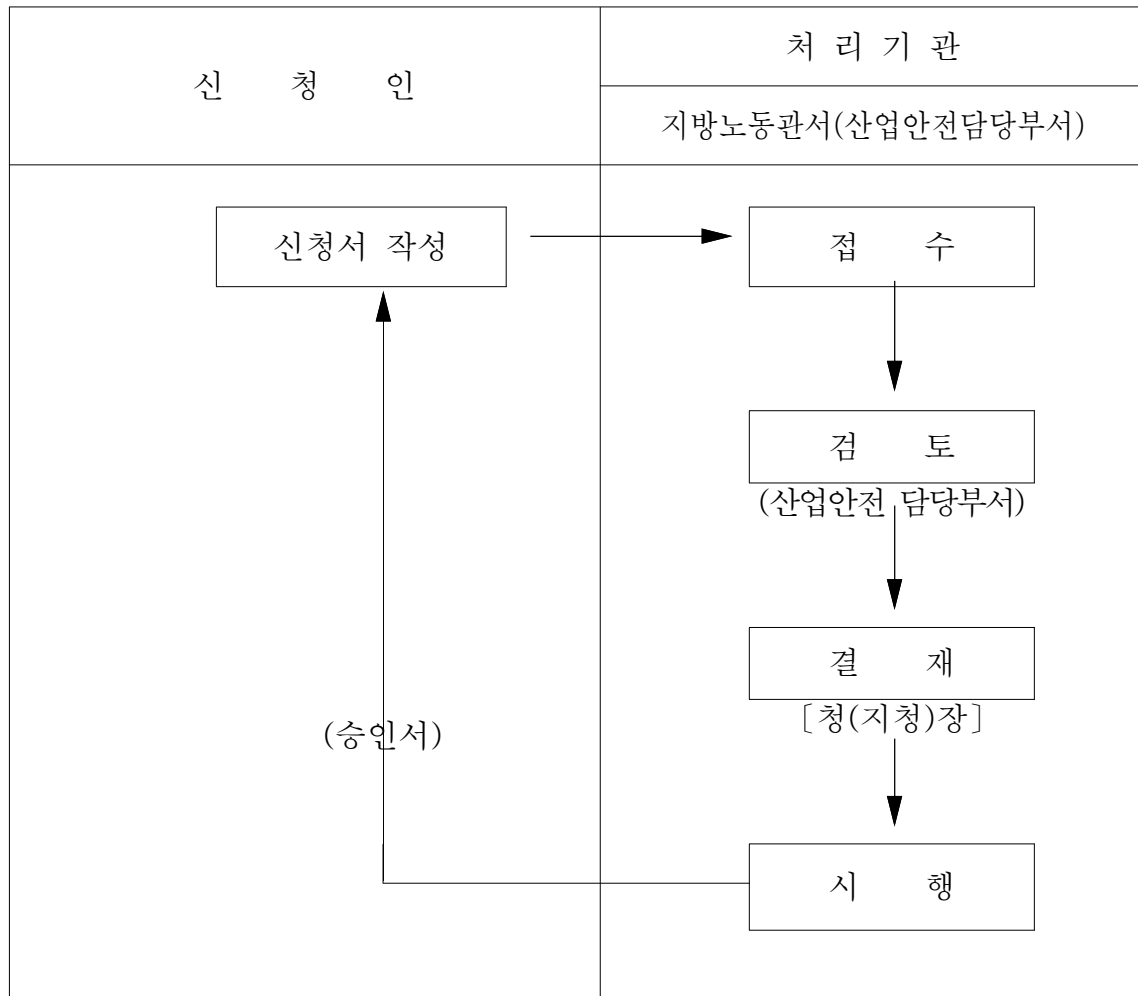 신 청 인
처 리 기 관
지방노동관서(산업안전담당부서)
신청서 작성
접 수
검 토
(산업안전 담당부서)
결 재
[청(지청)장]
(승인서)
시 행